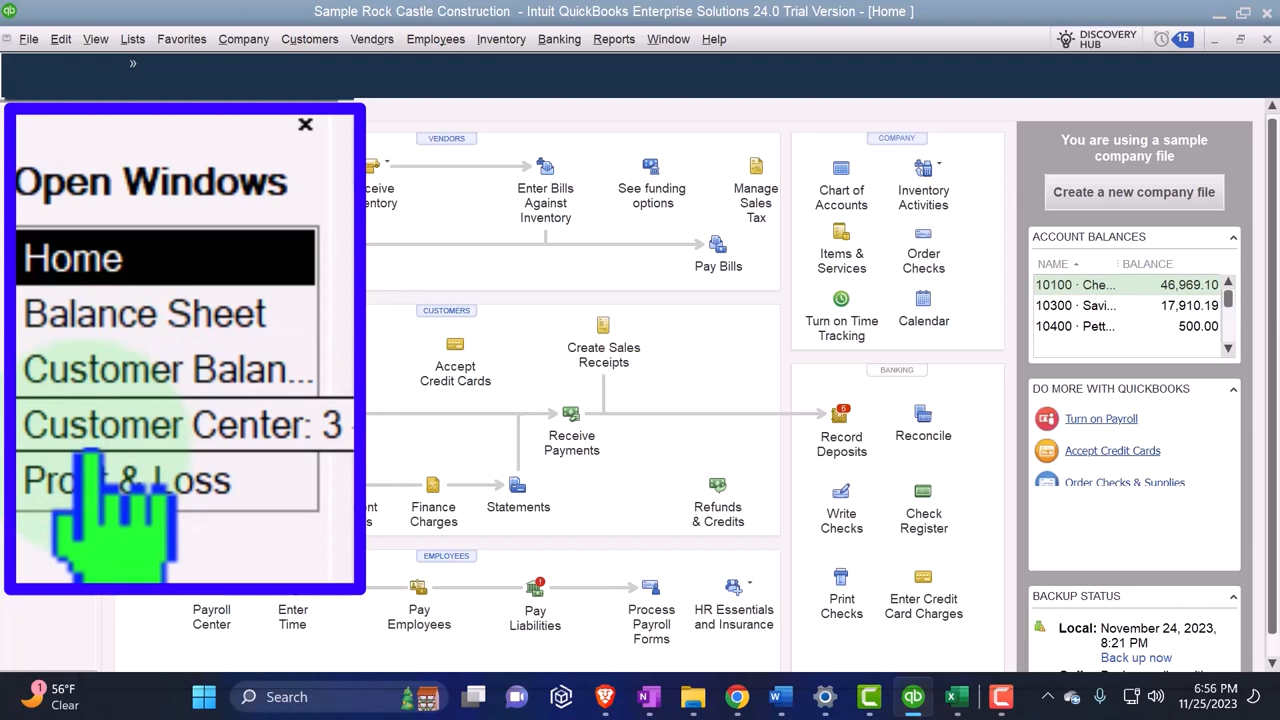 Sample Rock Castle Construction - Intuit QuickBooks Enterprise Solutions 24.0 Trial Version - [Home ]
File Edit View Lists Favorites Company Customers Vendors Employees Inventory Banking Reports Window Help
DISCOVERY
HUB
15
»
Open Windows
Home
Balance Sheet
Customer Balan...
Customer Center: 3
Profit & Loss
VENDORS
Inventory
Enter Bills
Against
Inventory
See funding
options
Manage
Sales
Tax
Pay Bills
CUSTOMERS
Accept
Credit Cards
Create Sales
Receipts
Receive
Payments
Finance
Charges
Statements
Refunds
& Credits
EMPLOYEES
Payroll
Center
Enter
Time
Pay
Employees
Pay
Liabilities
Process
Payroll
Forms
HR Essentials
and Insurance
COMPANY
Chart of
Accounts
Inventory
Activities
Items &
Services
Order
Checks
Turn on Time
Tracking
Calendar
BANKING
6
Record
Deposits
Reconcile
Write
Checks
Check
Register
Print
Checks
Enter Credit
Card Charges
You are using a sample
company file
Create a new company file
ACCOUNT BALANCES
NAME BALANCE
10100 · Che... 46,969.10
10300 · Savi... 17,910.19
10400 · Pett... 500.00
DO MORE WITH QUICKBOOKS
Turn on Payroll
Accept Credit Cards
Order Checks & Supplies
BACKUP STATUS
Local: November 24, 2023,
8:21 PM
Back up now
1
56°F
Clear
Search
6:56 PM
11/25/2023